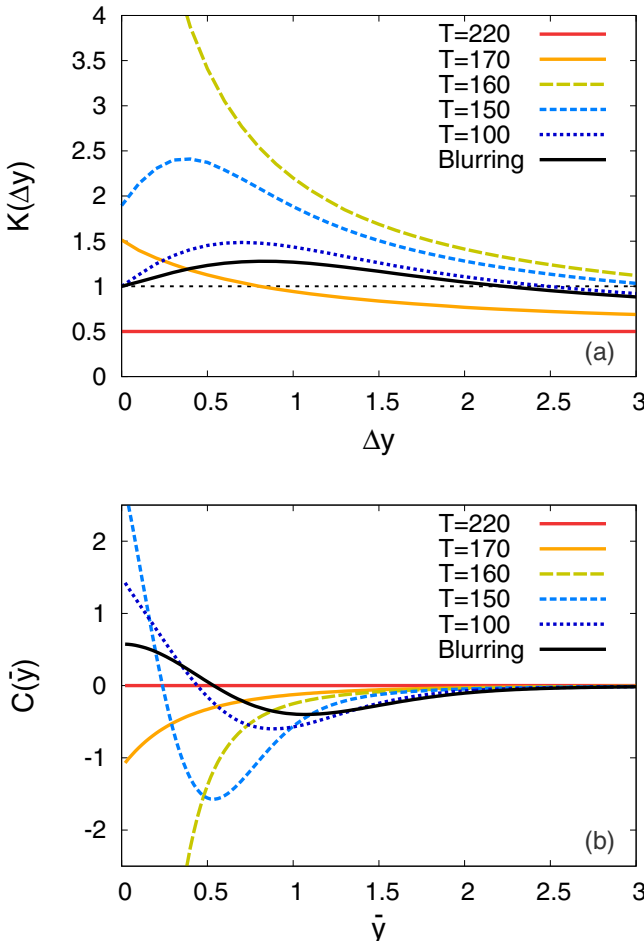 K(Δy)
4
3.5
3
2.5
2
1.5
1
0.5
0
T=220
T=170
T=160
T=150
T=100
Blurring
(a)
0 0.5 1 1.5 2 2.5 3
Δy
C(ȳ)
2
1
0
-1
-2
T=220
T=170
T=160
T=150
T=100
Blurring
(b)
0 0.5 1 1.5 2 2.5 3
ȳ